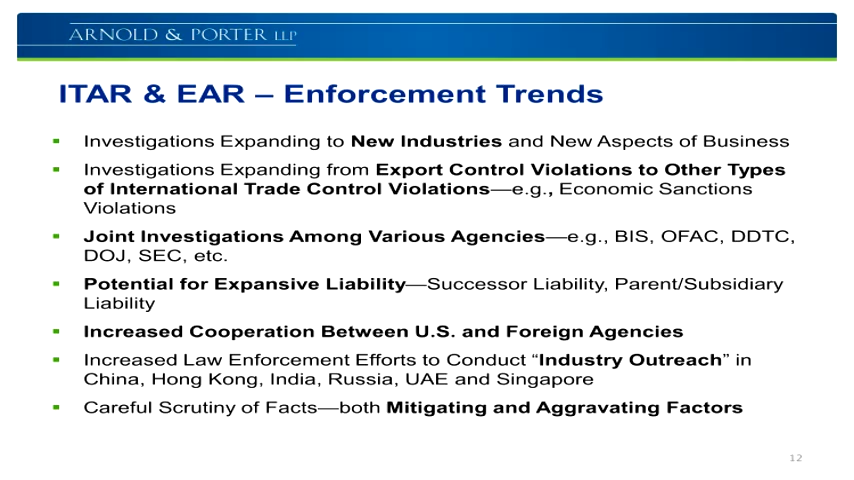 ARNOLD & PORTER LLP
ITAR & EAR – Enforcement Trends
▪ Investigations Expanding to New Industries and New Aspects of Business
▪ Investigations Expanding from Export Control Violations to Other Types
of International Trade Control Violations—e.g., Economic Sanctions
Violations
▪ Joint Investigations Among Various Agencies—e.g., BIS, OFAC, DDTC,
DOJ, SEC, etc.
▪ Potential for Expansive Liability—Successor Liability, Parent/Subsidiary
Liability
▪ Increased Cooperation Between U.S. and Foreign Agencies
▪ Increased Law Enforcement Efforts to Conduct “Industry Outreach” in
China, Hong Kong, India, Russia, UAE and Singapore
▪ Careful Scrutiny of Facts—both Mitigating and Aggravating Factors
12